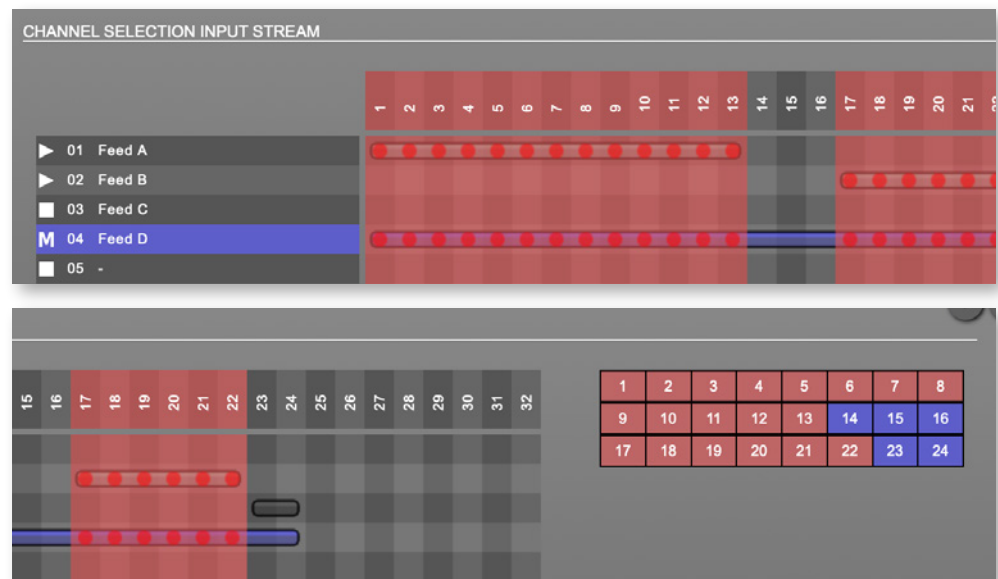 CHANNEL SELECTION INPUT STREAM
1 2 3 4 5 6 7 8 9 10 11 12 13 14 15 16 17 18 19 20 21
01 Feed A
02 Feed B
03 Feed C
M 04 Feed D
05 -
15 16 17 18 19 20 21 22 23 24 25 26 27 28 29 30 31 32
1 2 3 4 5 6 7 8
9 10 11 12 13 14 15 16
17 18 19 20 21 22 23 24